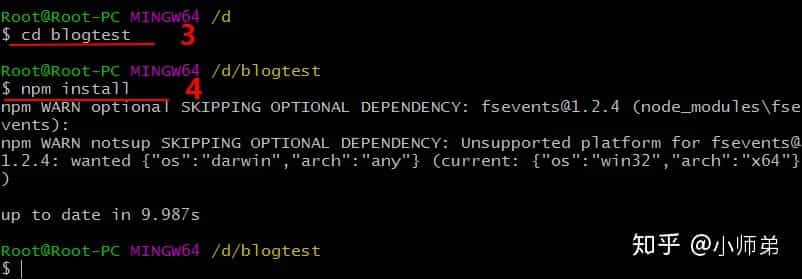 Root@Root-PC MINGW64 /d
$ cd blogtest 3
Root@Root-PC MINGW64 /d/blogtest
$ npm install 4
npm WARN optional SKIPPING OPTIONAL DEPENDENCY: fsevents@1.2.4 (node_modules\fse
vents):
npm WARN notsup SKIPPING OPTIONAL DEPENDENCY: Unsupported platform for fsevents@
1.2.4: wanted {"os":"darwin","arch":"any"} (current: {"os":"win32","arch":"x64"}
)
up to date in 9.987s
Root@Root-PC MINGW64 /d/blogtest
$
知乎 @小师弟